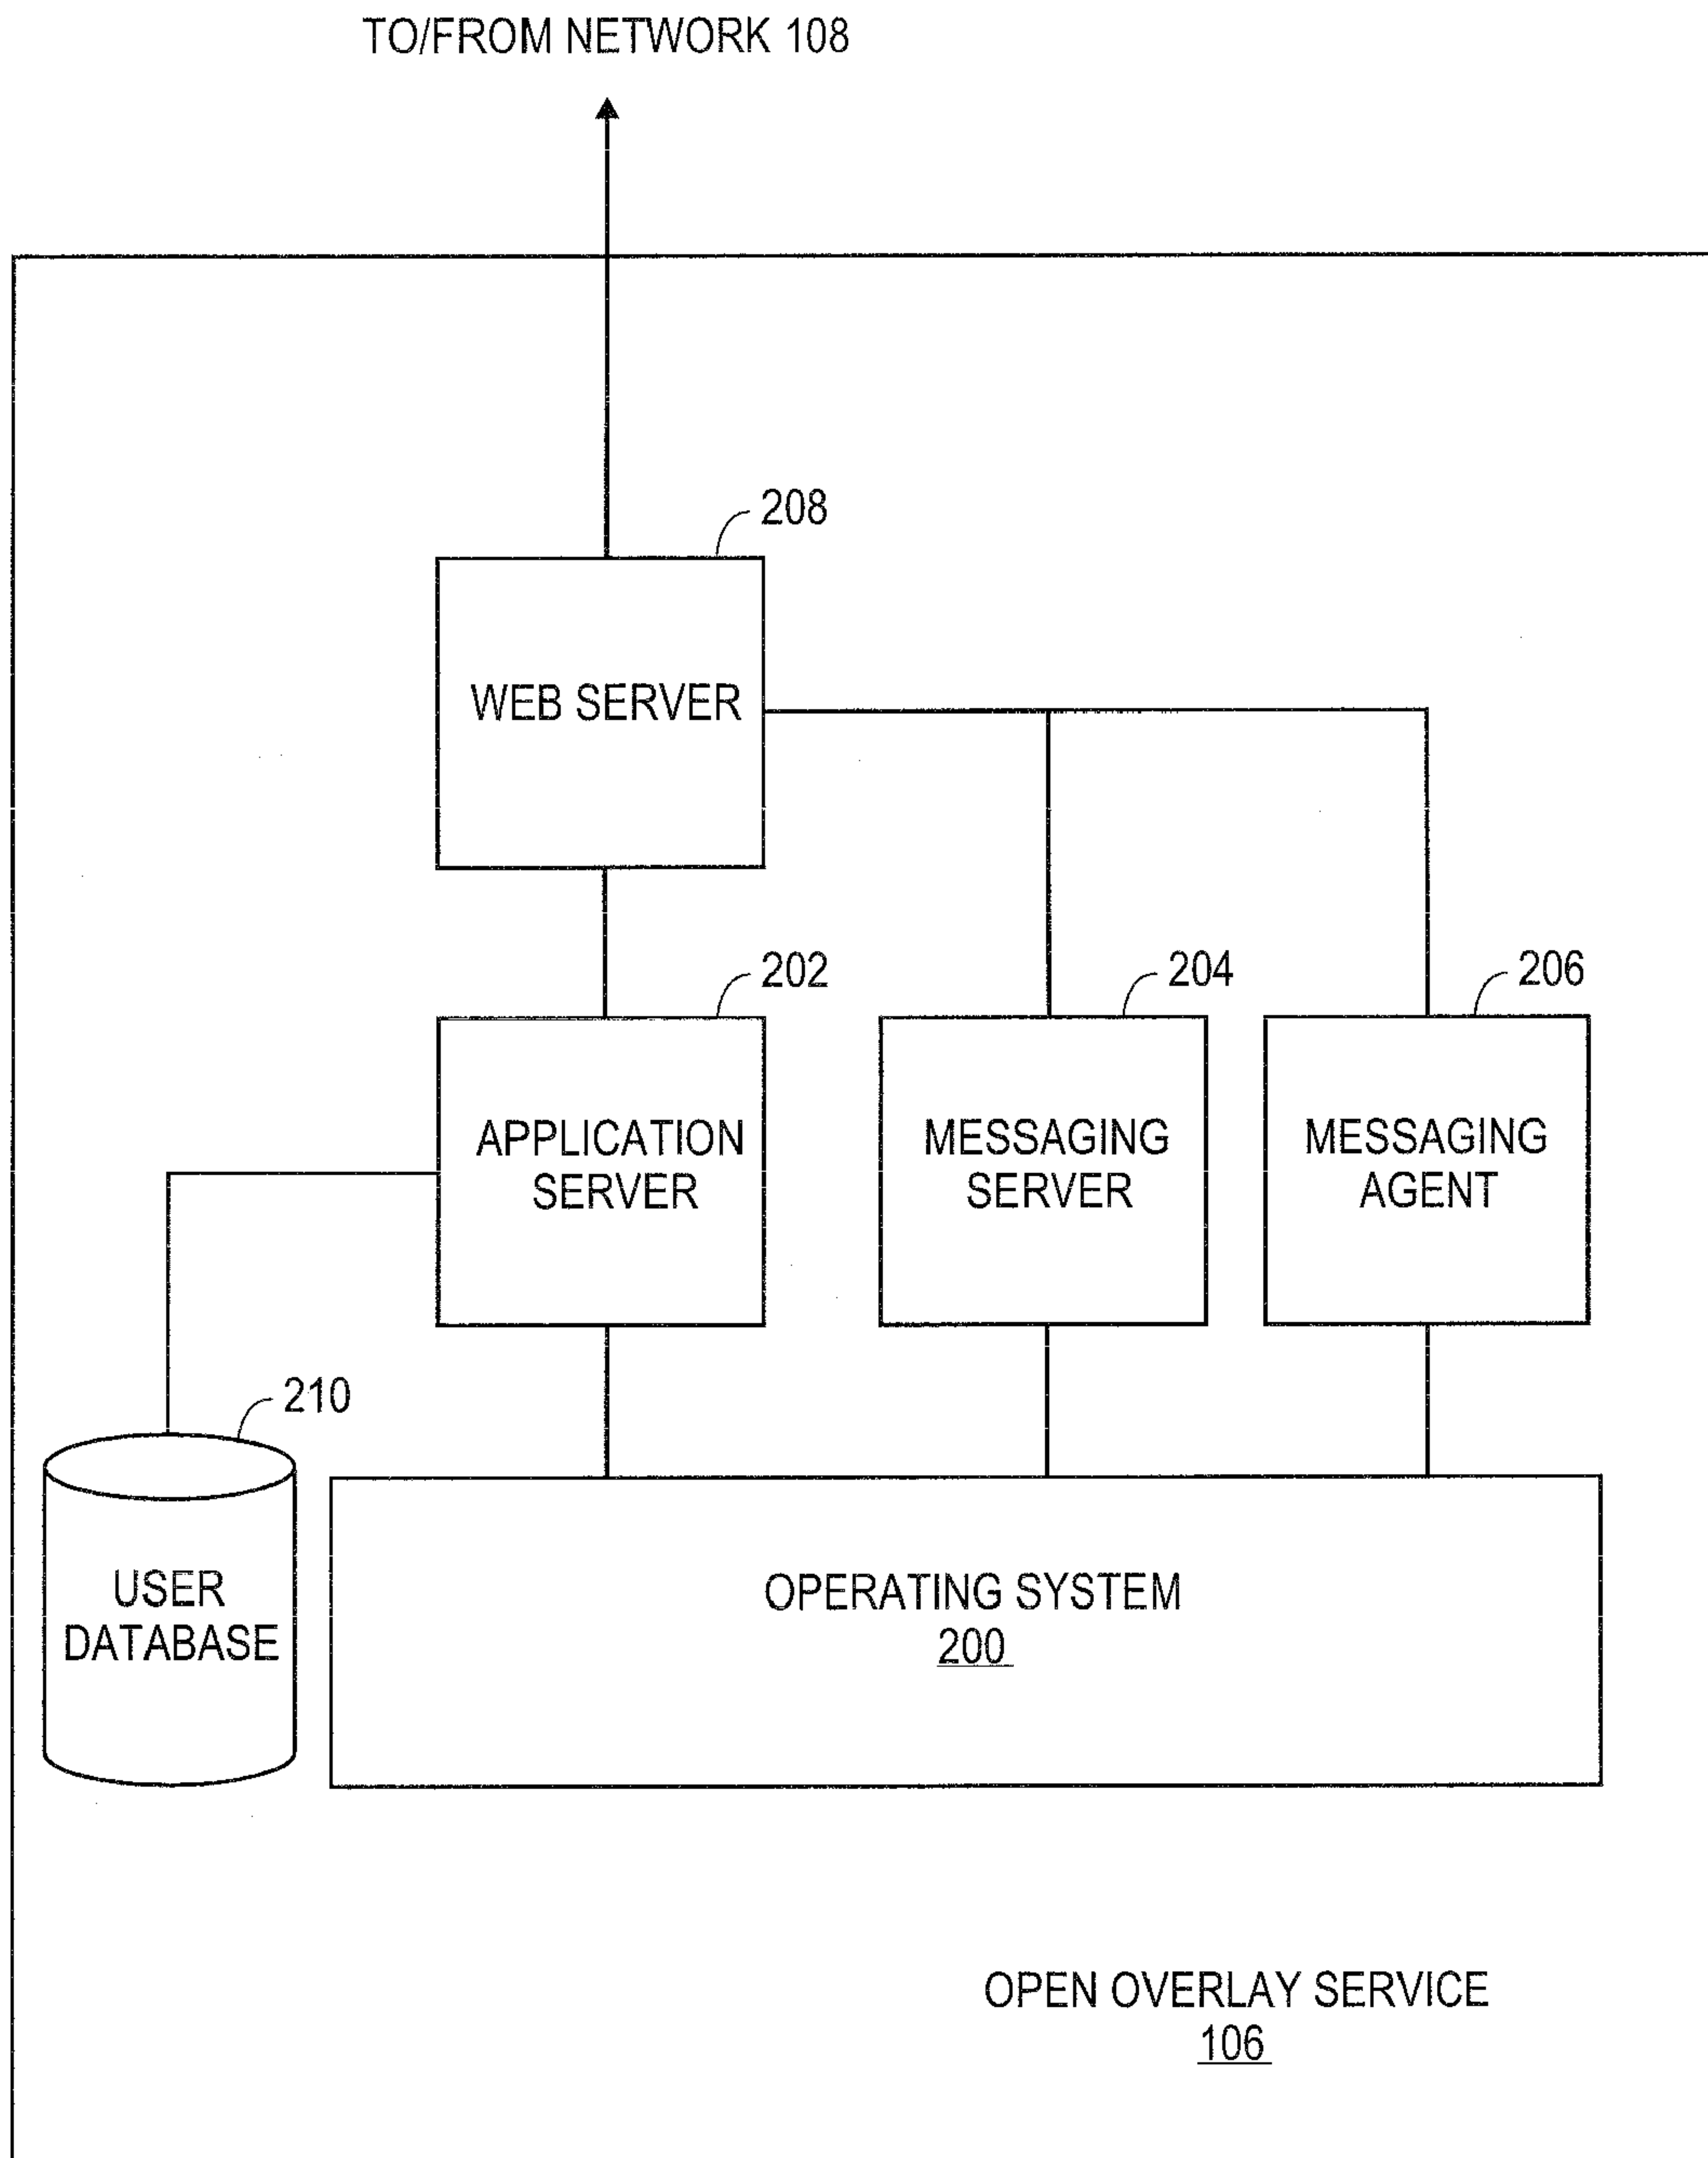 TO/FROM NETWORK 108
208
WEB SERVER
202
204
206
APPLICATION
SERVER
MESSAGING
SERVER
MESSAGING
AGENT
210
USER
DATABASE
OPERATING SYSTEM
200
OPEN OVERLAY SERVICE
106